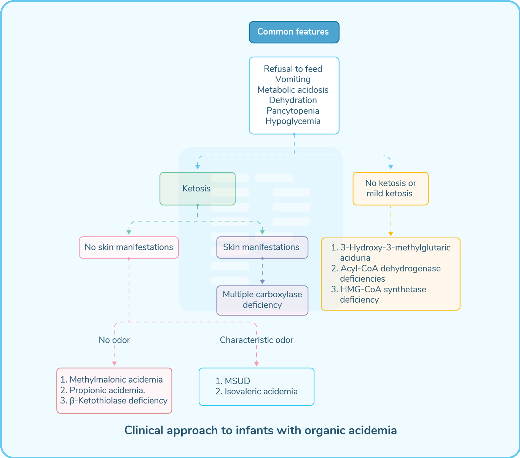 Common features
Refusal to feed
Vomiting
Metabolic acidosis
Dehydration
Pancytopenia
Hypoglycemia
Ketosis
No ketosis or
mild ketosis
No skin manifestations
Skin manifestations
1. 3-Hydroxy-3-methylglutaric
aciduria
2. Acyl-CoA dehydrogenase
deficiencies
3. HMG-CoA synthetase
deficiency
Multiple carboxylase
deficiency
No odor
Characteristic odor
1. Methylmalonic acidemia
2. Propionic acidemia.
3. β-Ketothiolase deficiency
1. MSUD
2. Isovaleric acidemia
Clinical approach to infants with organic acidemia